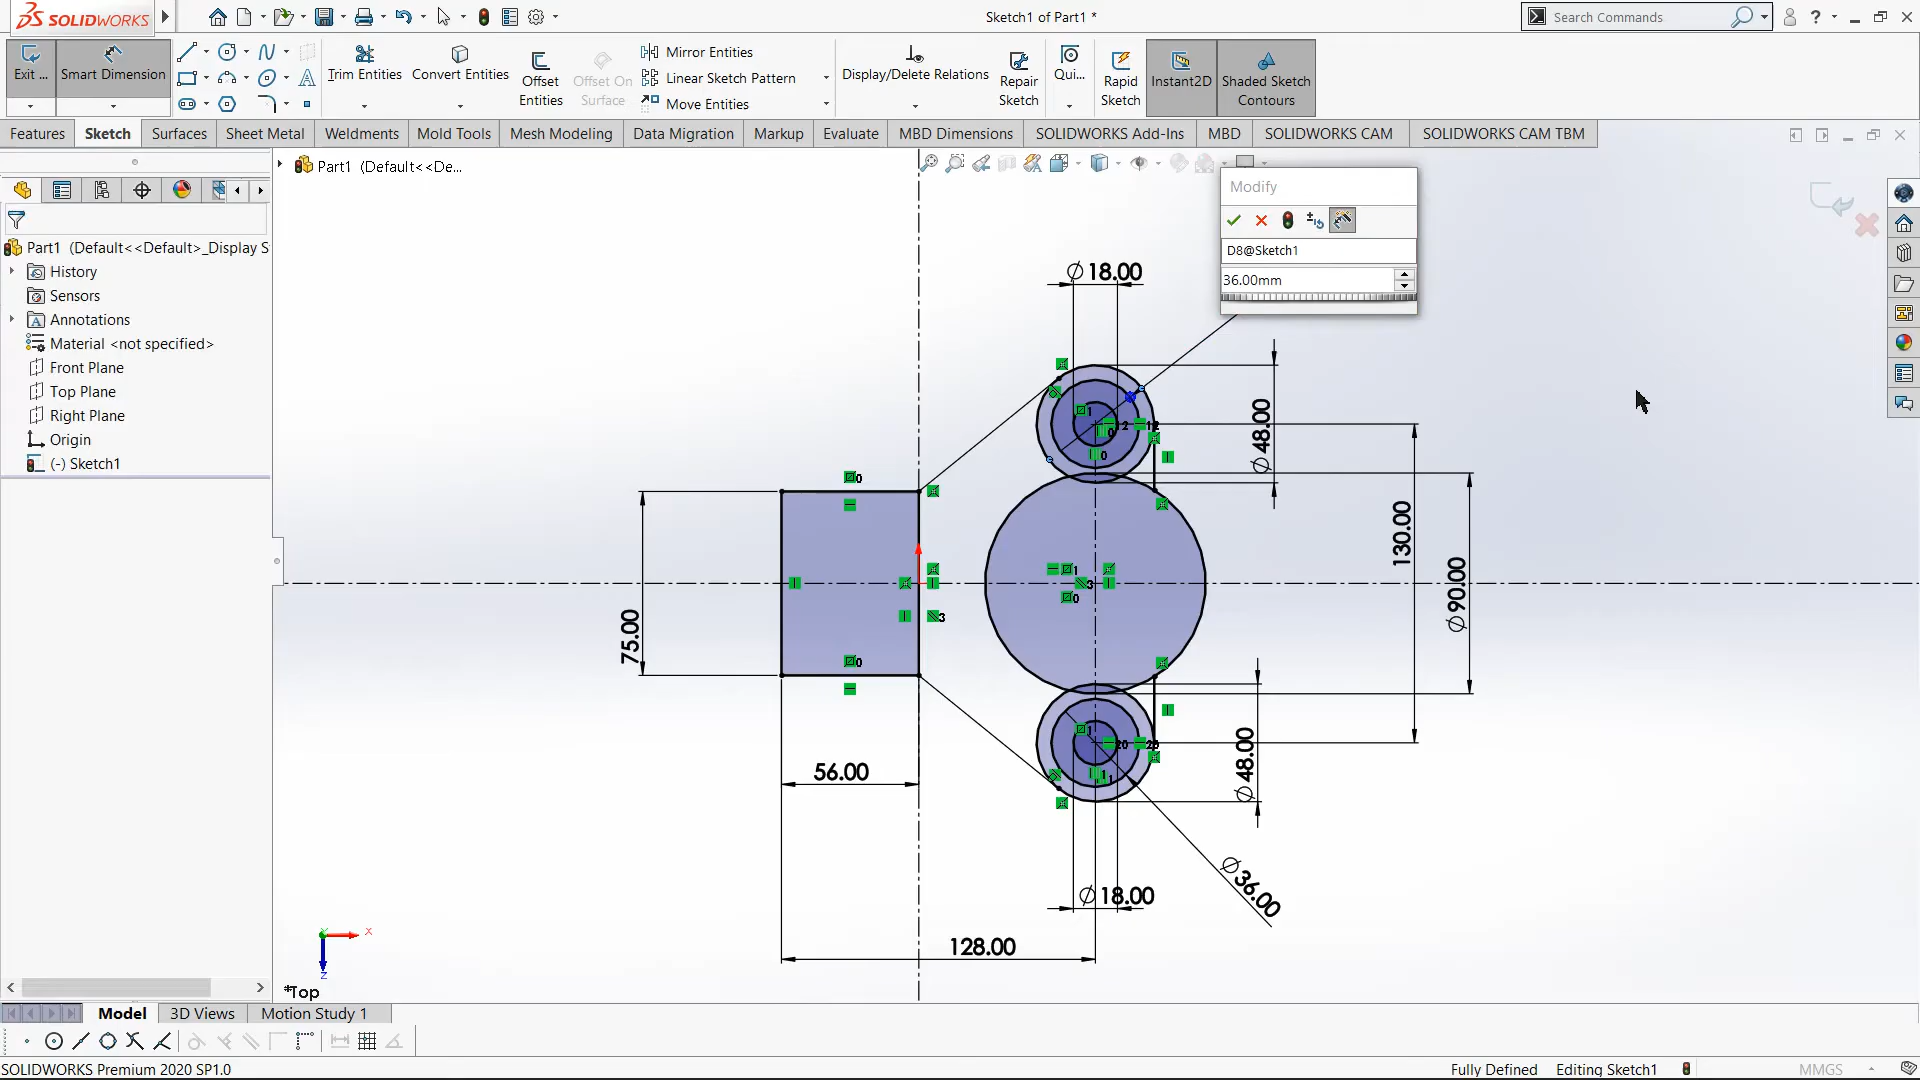 SOLIDWORKS
Sketch1 of Part1 *
Search Commands
Exit ...
Smart Dimension
Trim Entities
Convert Entities
Offset Entities
Offset On Surface
Mirror Entities
Linear Sketch Pattern
Move Entities
Display/Delete Relations
Repair Sketch
Qui...
Rapid Sketch
Instant2D
Shaded Sketch Contours
Features
Sketch
Surfaces
Sheet Metal
Weldments
Mold Tools
Mesh Modeling
Data Migration
Markup
Evaluate
MBD Dimensions
SOLIDWORKS Add-Ins
MBD
SOLIDWORKS CAM
SOLIDWORKS CAM TBM
Part1 (Default<<De...
Modify
D8@Sketch1
36.00mm
Part1 (Default<<Default>_Display S
History
Sensors
Annotations
Material <not specified>
Front Plane
Top Plane
Right Plane
Origin
(-) Sketch1
∅18.00
∅48.00
130.00
∅90.00
75.00
56.00
∅48.00
∅36.00
∅18.00
128.00
*Top
Model
3D Views
Motion Study 1
SOLIDWORKS Premium 2020 SP1.0
Fully Defined
Editing Sketch1
MMGS